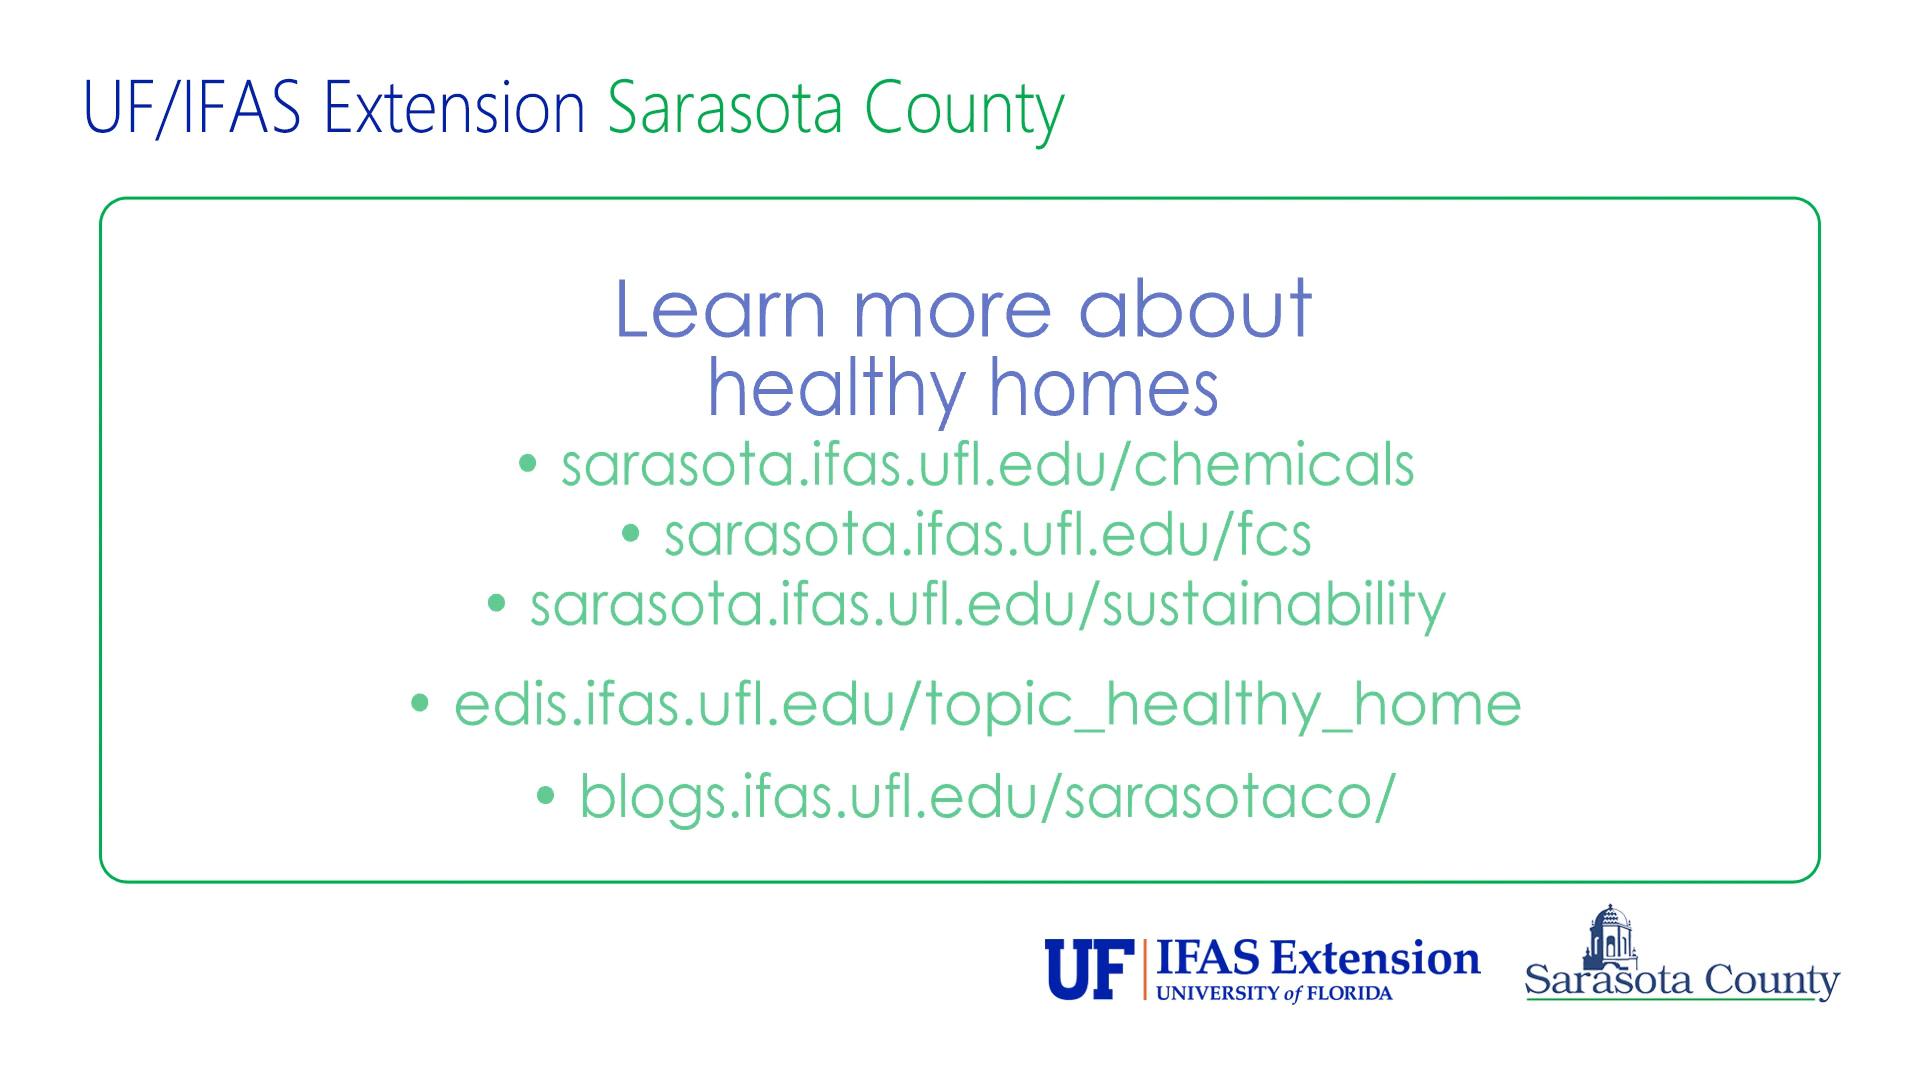 UF/IFAS Extension Sarasota County
Learn more about
healthy homes
• sarasota.ifas.ufl.edu/chemicals
• sarasota.ifas.ufl.edu/fcs
• sarasota.ifas.ufl.edu/sustainability
• edis.ifas.ufl.edu/topic_healthy_home
• blogs.ifas.ufl.edu/sarasotaco/
UF IFAS Extension
UNIVERSITY of FLORIDA
Sarasota County